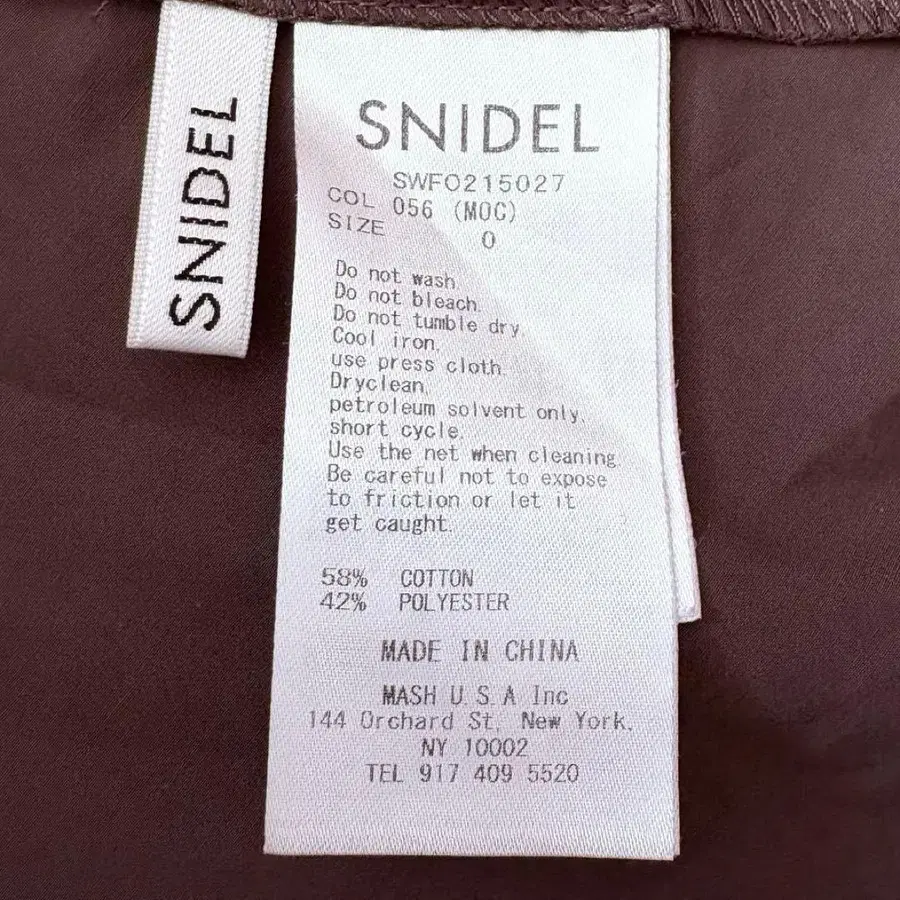 SNIDEL
SNIDEL
SWFO215027
COL 056 (MOC)
SIZE 0
Do not wash.
Do not bleach.
Do not tumble dry.
Cool iron,
use press cloth.
Dryclean,
petroleum solvent only,
short cycle.
Use the net when cleaning.
Be careful not to expose
to friction or let it
get caught.
58% COTTON
42% POLYESTER
MADE IN CHINA
MASH U.S.A Inc
144 Orchard St, New York,
NY 10002
TEL 917 409 5520